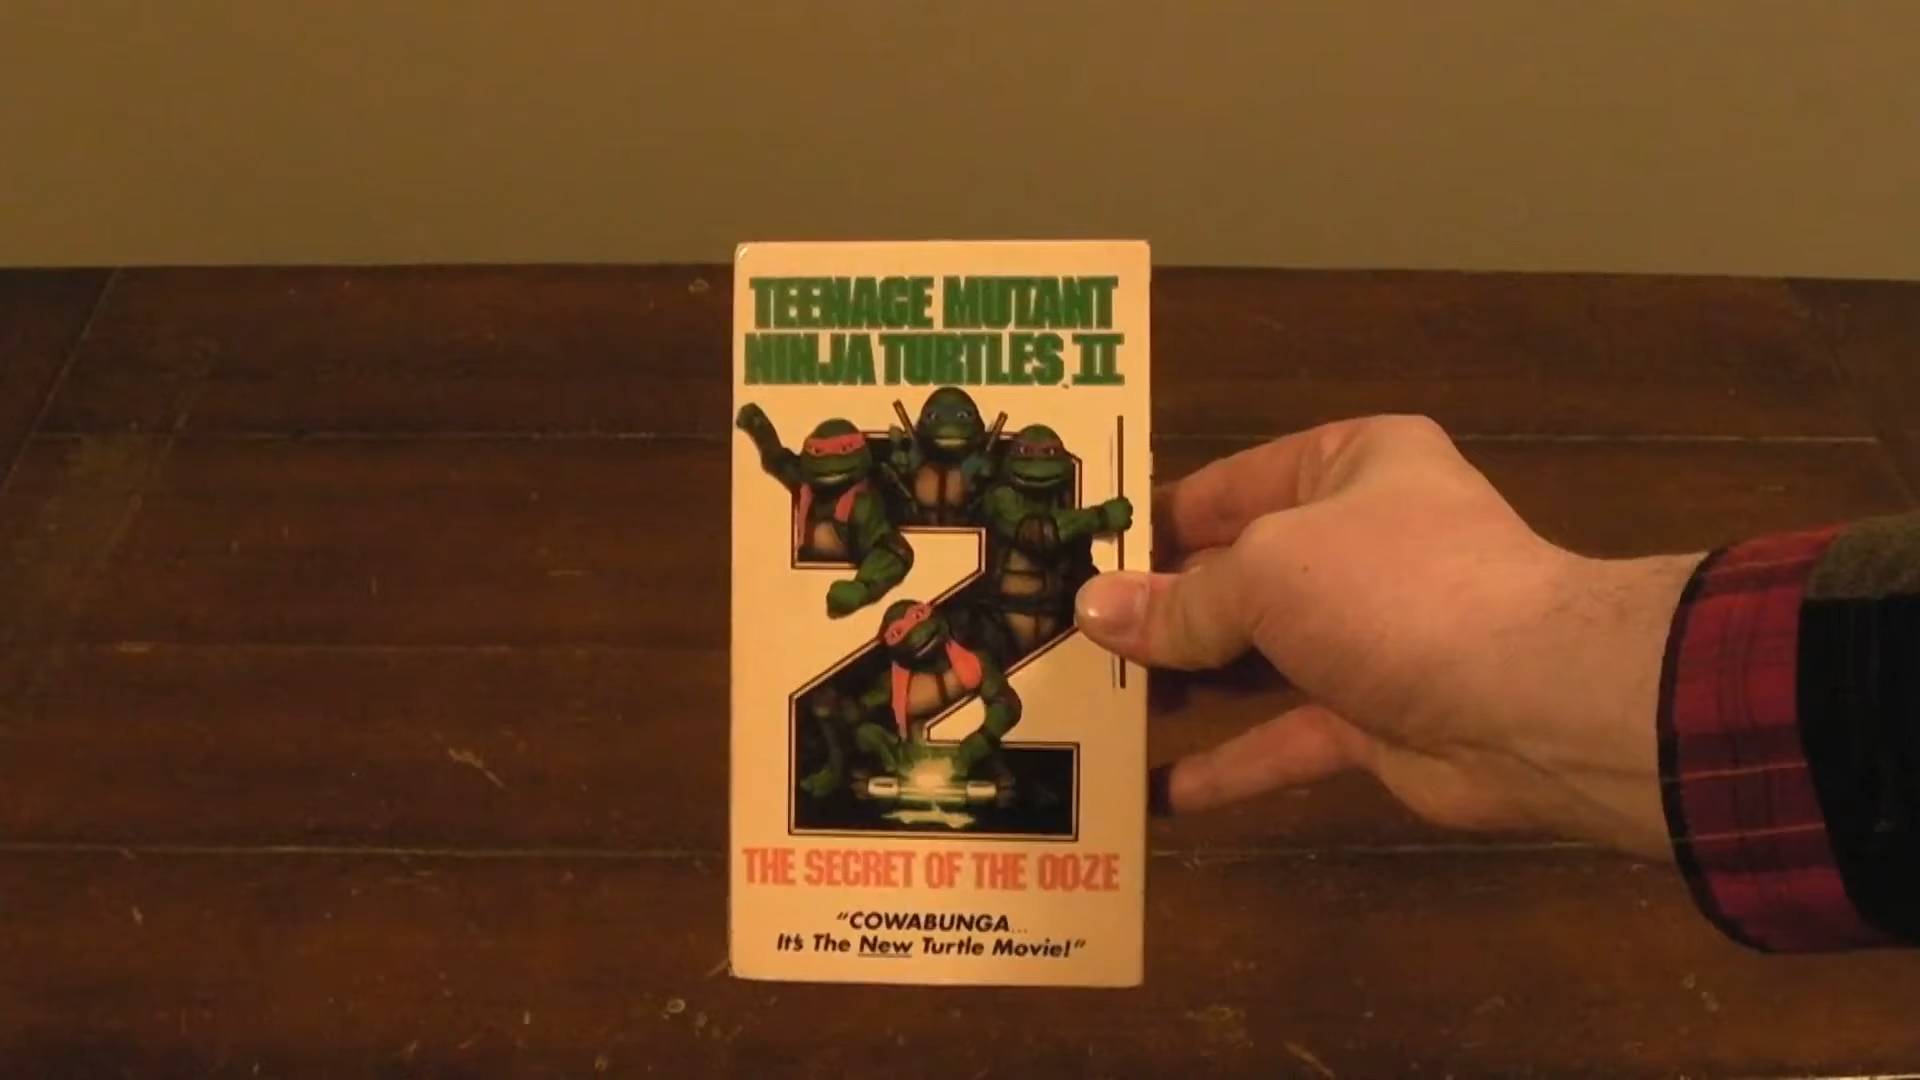 TEENAGE MUTANT
NINJA TURTLES II
THE SECRET OF THE OOZE
"COWABUNGA...
It's The New Turtle Movie!"